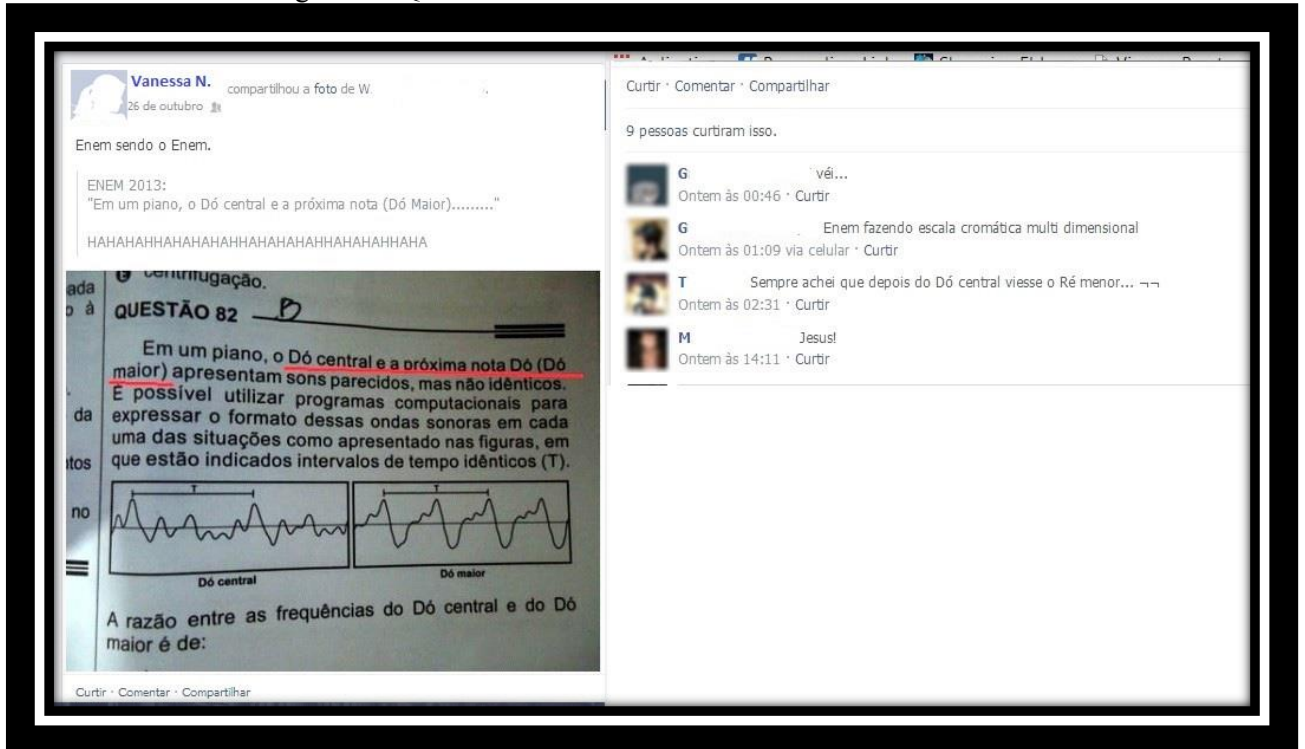 Vanessa N. compartilhou a foto de W.
26 de outubro
Enem sendo o Enem.
ENEM 2013:
"Em um piano, o Dó central e a próxima nota (Dó Maior)........."
HAHAHAHHAHAHAHAHHAHAHAHAHHAHAHAHHAHA
ada
o à
E centrifugação.
QUESTÃO 82 B
Em um piano, o Dó central e a próxima nota Dó (Dó
maior) apresentam sons parecidos, mas não idênticos.
É possível utilizar programas computacionais para
da expressar o formato dessas ondas sonoras em cada
uma das situações como apresentado nas figuras, em
ntos que estão indicados intervalos de tempo idênticos (T).
no
T T
Dó central Dó maior
A razão entre as frequências do Dó central e do Dó
maior é de:
Curtir · Comentar · Compartilhar
Curtir · Comentar · Compartilhar
9 pessoas curtiram isso.
G véi...
Ontem às 00:46 · Curtir
G Enem fazendo escala cromática multi dimensional
Ontem às 01:09 via celular · Curtir
T Sempre achei que depois do Dó central viesse o Ré menor... ¬¬
Ontem às 02:31 · Curtir
M Jesus!
Ontem às 14:11 · Curtir